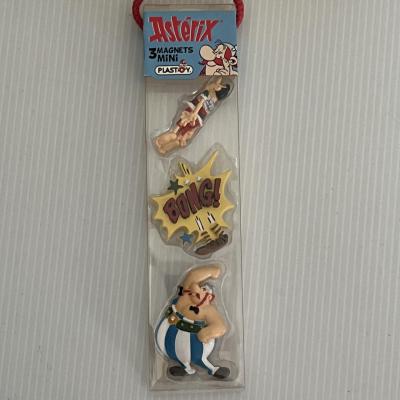 Astérix
3 MAGNETS
MiNi
PLASTOY
BONG!